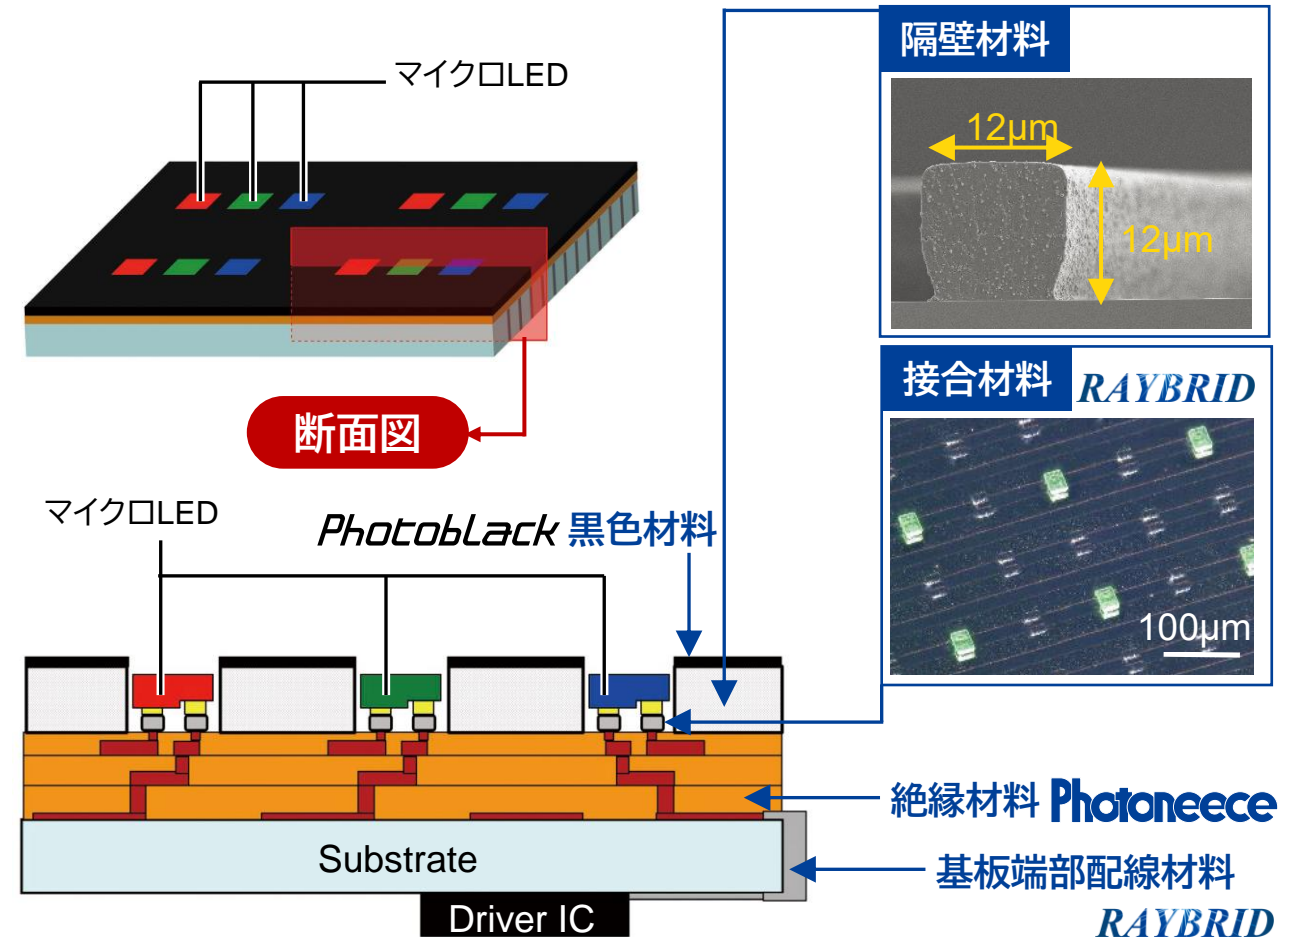 マイクロLED
隔壁材料
12μm
12μm
接合材料 RAYBRID
100μm
断面図
マイクロLED
Photoblack 黒色材料
絶縁材料 Photoneece
Substrate
基板端部配線材料
RAYBRID
Driver IC